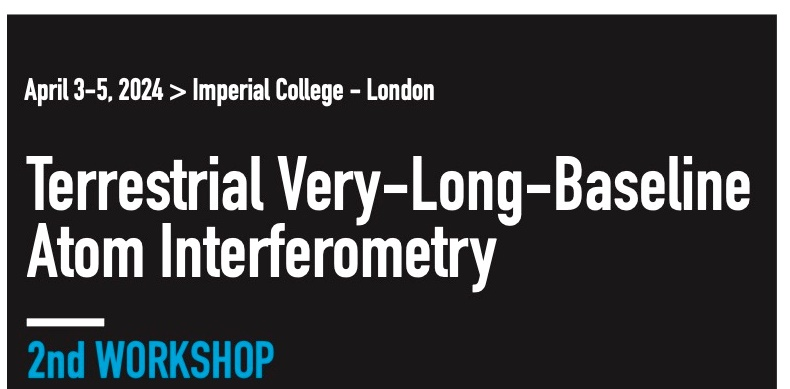 April 3-5, 2024 > Imperial College - London
Terrestrial Very-Long-Baseline
Atom Interferometry
2nd WORKSHOP